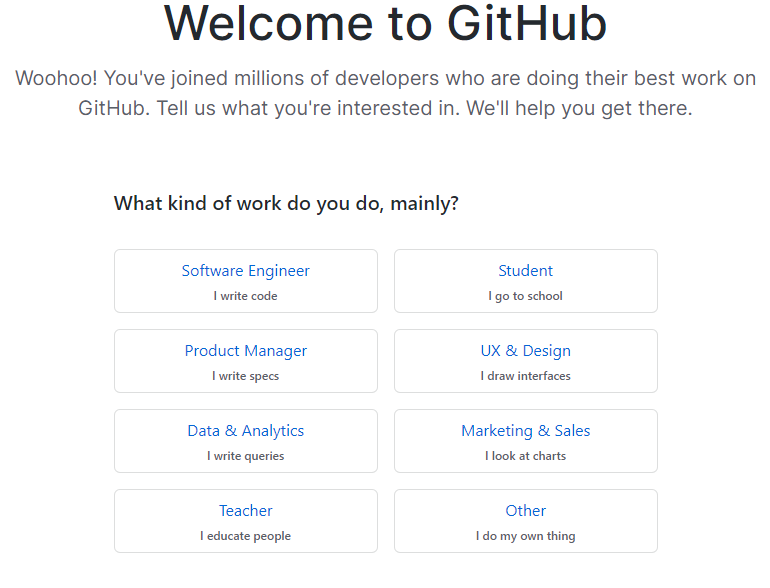 Welcome to GitHub
Woohoo! You've joined millions of developers who are doing their best work on
GitHub. Tell us what you're interested in. We'll help you get there.
What kind of work do you do, mainly?
Software Engineer
I write code
Student
I go to school
Product Manager
I write specs
UX & Design
I draw interfaces
Data & Analytics
I write queries
Marketing & Sales
I look at charts
Teacher
I educate people
Other
I do my own thing